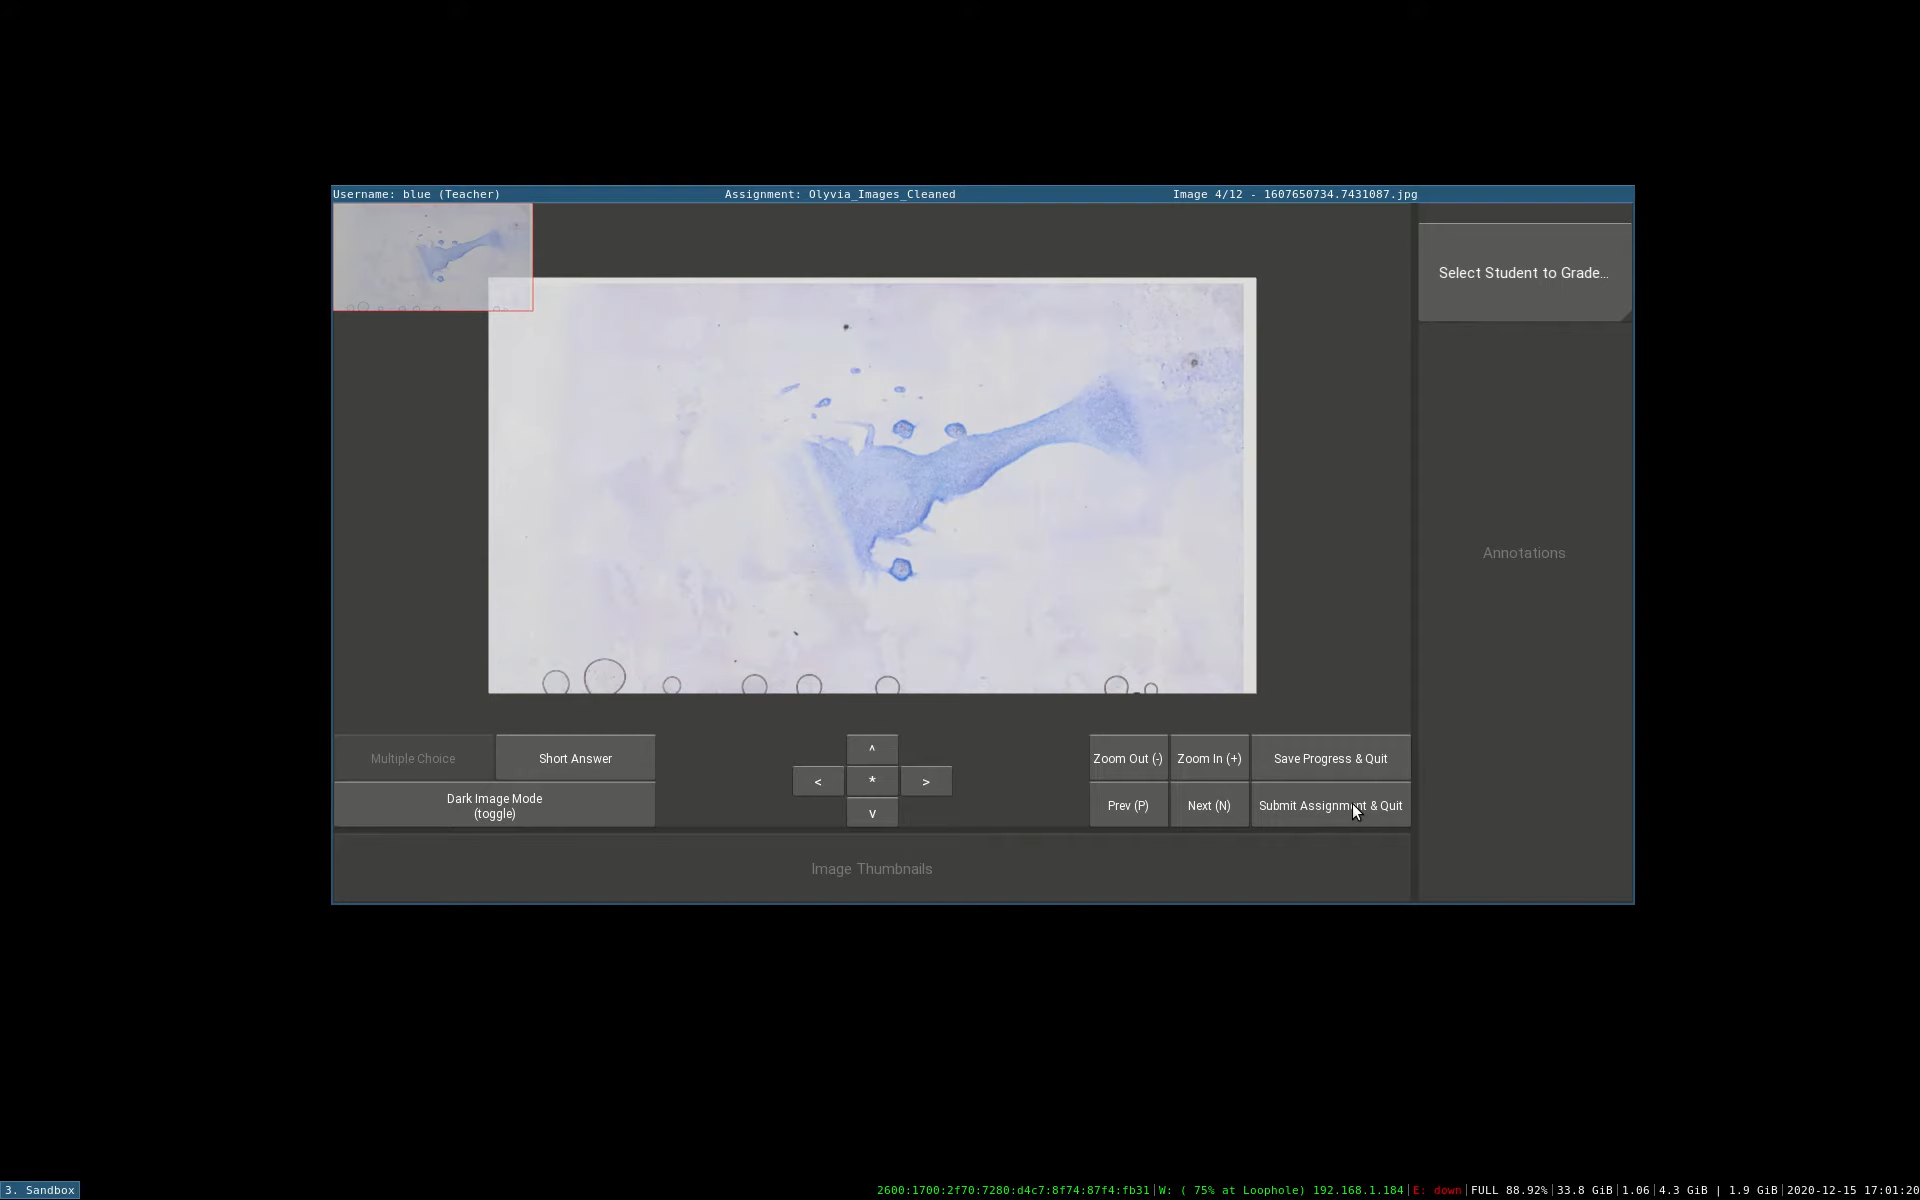 Username: blue (Teacher) Assignment: Olyvia_Images_Cleaned Image 4/12 - 1607650734.7431087.jpg
Select Student to Grade...
Annotations
Multiple Choice
Short Answer
Dark Image Mode
(toggle)
^
< * >
v
Zoom Out (-)
Zoom In (+)
Save Progress & Quit
Prev (P)
Next (N)
Submit Assignment & Quit
Image Thumbnails
3. Sandbox 2600:1700:2f70:7280:d4c7:8f74:87f4:fb31|W: ( 75% at Loophole) 192.168.1.184|E: down|FULL 88.92%|33.8 GiB|1.06|4.3 GiB | 1.9 GiB|2020-12-15 17:01:20